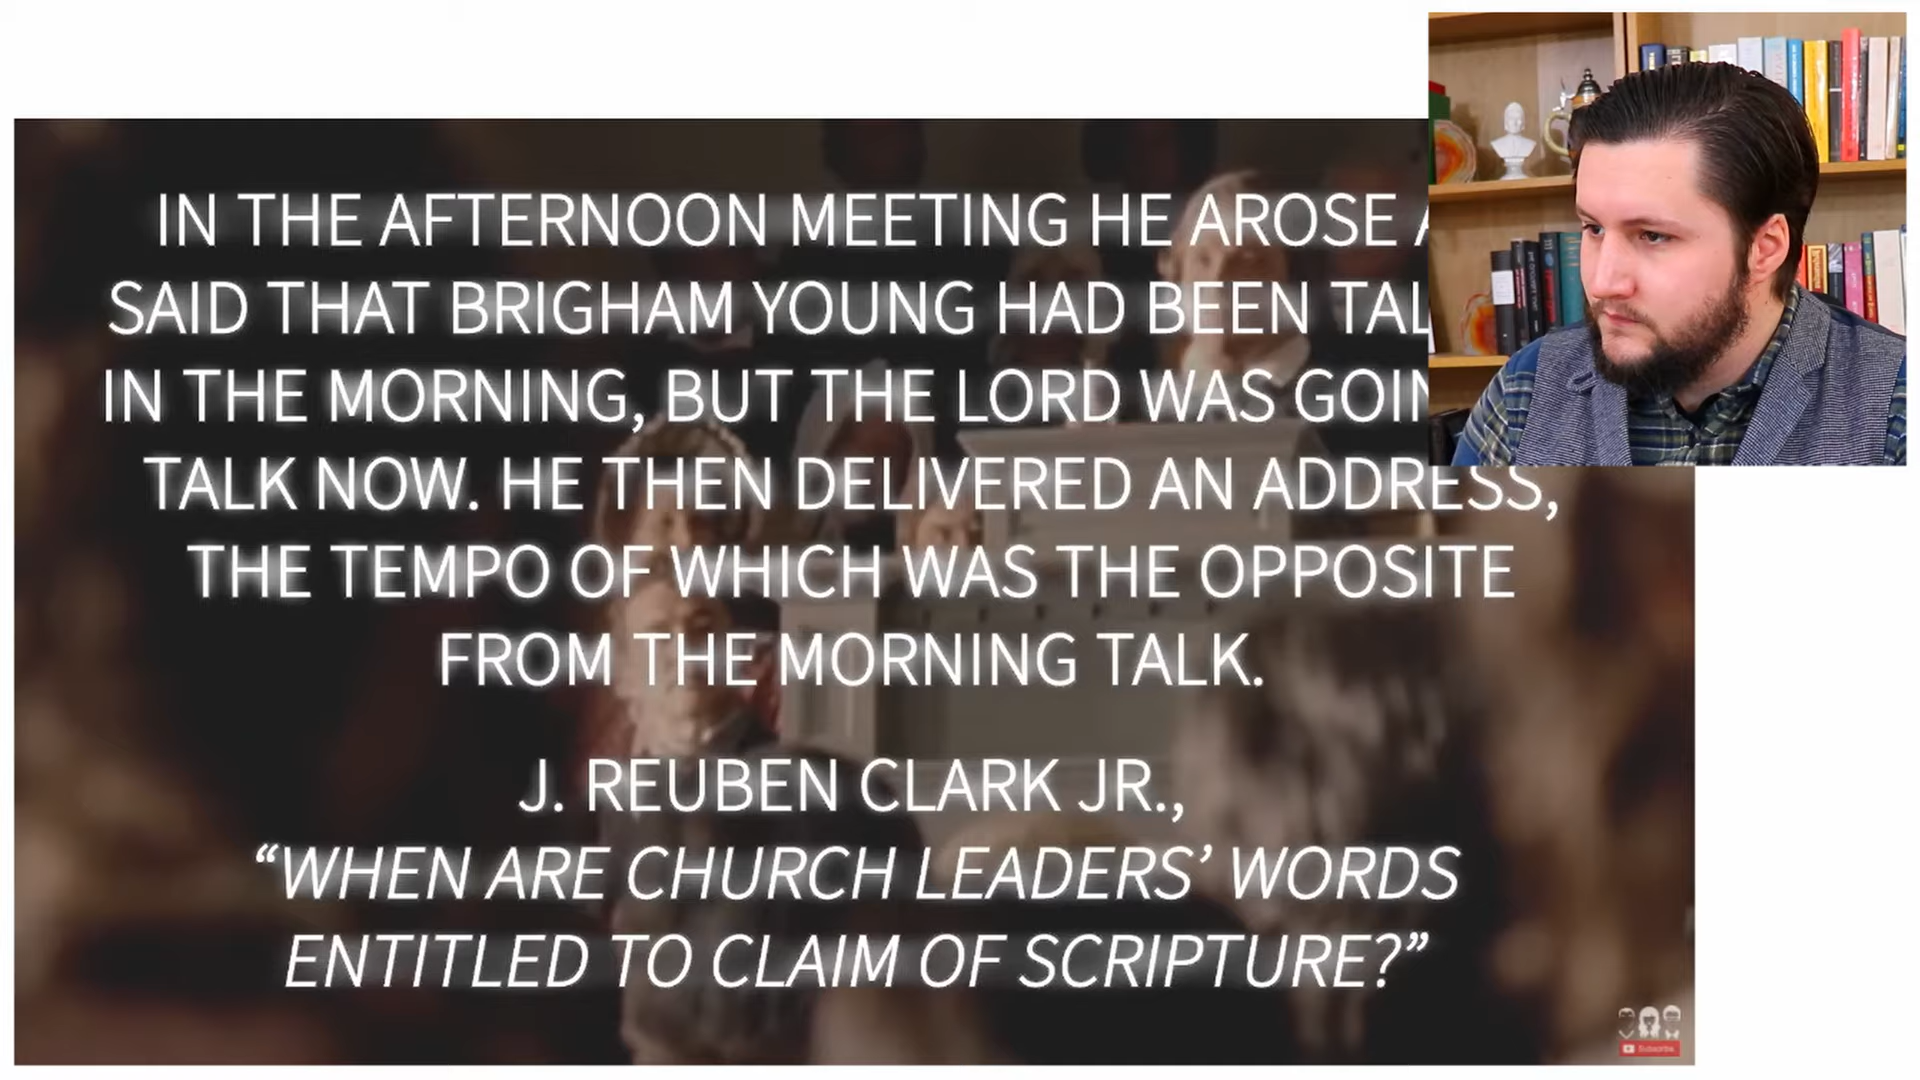 IN THE AFTERNOON MEETING HE AROSE
SAID THAT BRIGHAM YOUNG HAD BEEN
IN THE MORNING, BUT THE LORD WAS
TALK NOW. HE THEN DELIVERED AN ADDRESS,
THE TEMPO OF WHICH WAS THE OPPOSITE
FROM THE MORNING TALK.
J. REUBEN CLARK JR.,
“WHEN ARE CHURCH LEADERS’ WORDS
ENTITLED TO CLAIM OF SCRIPTURE?”
Subscribe